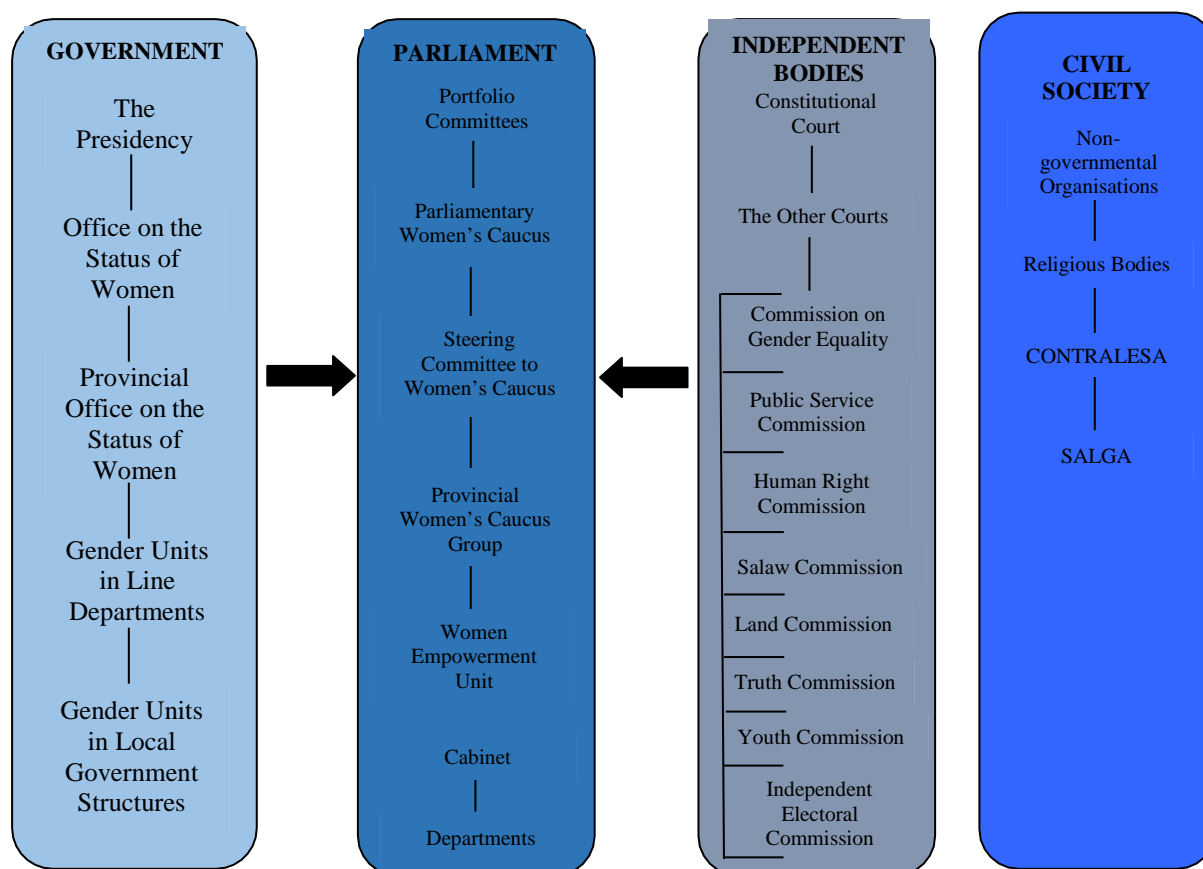 GOVERNMENT
The
Presidency
Office on the
Status of
Women
Provincial
Office on the
Status of
Women
Gender Units
in Line
Departments
Gender Units
in Local
Government
Structures
PARLIAMENT
Portfolio
Committees
Parliamentary
Women’s Caucus
Steering
Committee to
Women’s Caucus
Provincial
Women’s Caucus
Group
Women
Empowerment
Unit
Cabinet
Departments
INDEPENDENT
BODIES
Constitutional
Court
The Other Courts
Commission on
Gender Equality
Public Service
Commission
Human Right
Commission
Salaw Commission
Land Commission
Truth Commission
Youth Commission
Independent
Electoral
Commission
CIVIL
SOCIETY
Non-
governmental
Organisations
Religious Bodies
CONTRALESA
SALGA